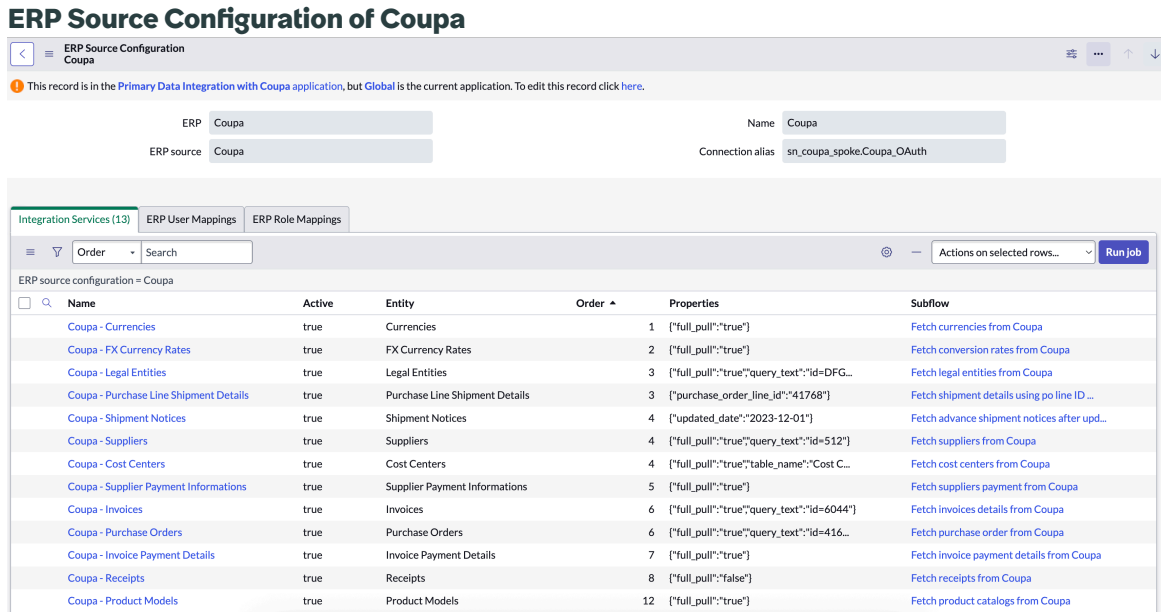 ERP Source Configuration of Coupa
ERP Source Configuration
Coupa
This record is in the Primary Data Integration with Coupa application, but Global is the current application. To edit this record click here.
ERP Coupa Name Coupa
ERP source Coupa Connection alias sn_coupa_spoke.Coupa_OAuth
Integration Services (13) ERP User Mappings ERP Role Mappings
Order Search Actions on selected rows... Run job
ERP source configuration = Coupa
Name Active Entity Order Properties Subflow
Coupa - Currencies true Currencies 1 {"full_pull":"true"} Fetch currencies from Coupa
Coupa - FX Currency Rates true FX Currency Rates 2 {"full_pull":"true"} Fetch conversion rates from Coupa
Coupa - Legal Entities true Legal Entities 3 {"full_pull":"true","query_text":"id=DFG... Fetch legal entities from Coupa
Coupa - Purchase Line Shipment Details true Purchase Line Shipment Details 3 {"purchase_order_line_id":"41768"} Fetch shipment details using po line ID ...
Coupa - Shipment Notices true Shipment Notices 4 {"updated_date":"2023-12-01"} Fetch advance shipment notices after upd...
Coupa - Suppliers true Suppliers 4 {"full_pull":"true","query_text":"id=512"} Fetch suppliers from Coupa
Coupa - Cost Centers true Cost Centers 4 {"full_pull":"true","table_name":"Cost C... Fetch cost centers from Coupa
Coupa - Supplier Payment Informations true Supplier Payment Informations 5 {"full_pull":"true"} Fetch suppliers payment from Coupa
Coupa - Invoices true Invoices 6 {"full_pull":"true","query_text":"id=6044"} Fetch invoices details from Coupa
Coupa - Purchase Orders true Purchase Orders 6 {"full_pull":"true","query_text":"id=416... Fetch purchase order from Coupa
Coupa - Invoice Payment Details true Invoice Payment Details 7 {"full_pull":"true"} Fetch invoice payment details from Coupa
Coupa - Receipts true Receipts 8 {"full_pull":"false"} Fetch receipts from Coupa
Coupa - Product Models true Product Models 12 {"full_pull":"true"} Fetch product catalogs from Coupa